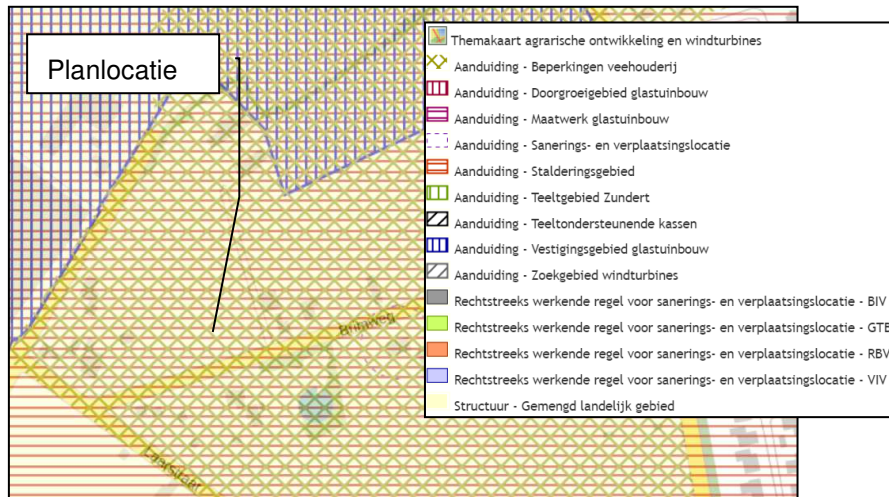 Planlocatie
Themakaart agrarische ontwikkeling en windturbines
Aanduiding - Beperkingen veehouderij
Aanduiding - Doorgroeigebied glastuinbouw
Aanduiding - Maatwerk glastuinbouw
Aanduiding - Sanerings- en verplaatsingslocatie
Aanduiding - Stalderingsgebied
Aanduiding - Teeltgebied Zundert
Aanduiding - Teeltondersteunende kassen
Aanduiding - Vestigingsgebied glastuinbouw
Aanduiding - Zoekgebied windturbines
Rechtstreeks werkende regel voor sanerings- en verplaatsingslocatie - BIV
Rechtstreeks werkende regel voor sanerings- en verplaatsingslocatie - GTB
Rechtstreeks werkende regel voor sanerings- en verplaatsingslocatie - RBV
Rechtstreeks werkende regel voor sanerings- en verplaatsingslocatie - VIV
Structuur - Gemengd landelijk gebied